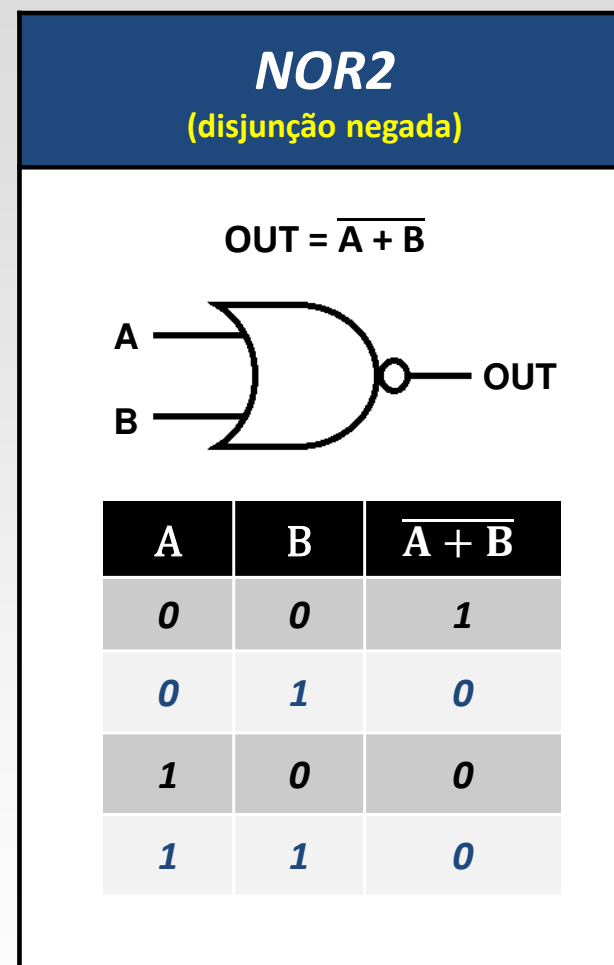 NOR2
(disjunção negada)
OUT = A̅ ̅+̅ ̅B̅
A
OUT
B
A B A̅ ̅+̅ ̅B̅
0 0 1
0 1 0
1 0 0
1 1 0